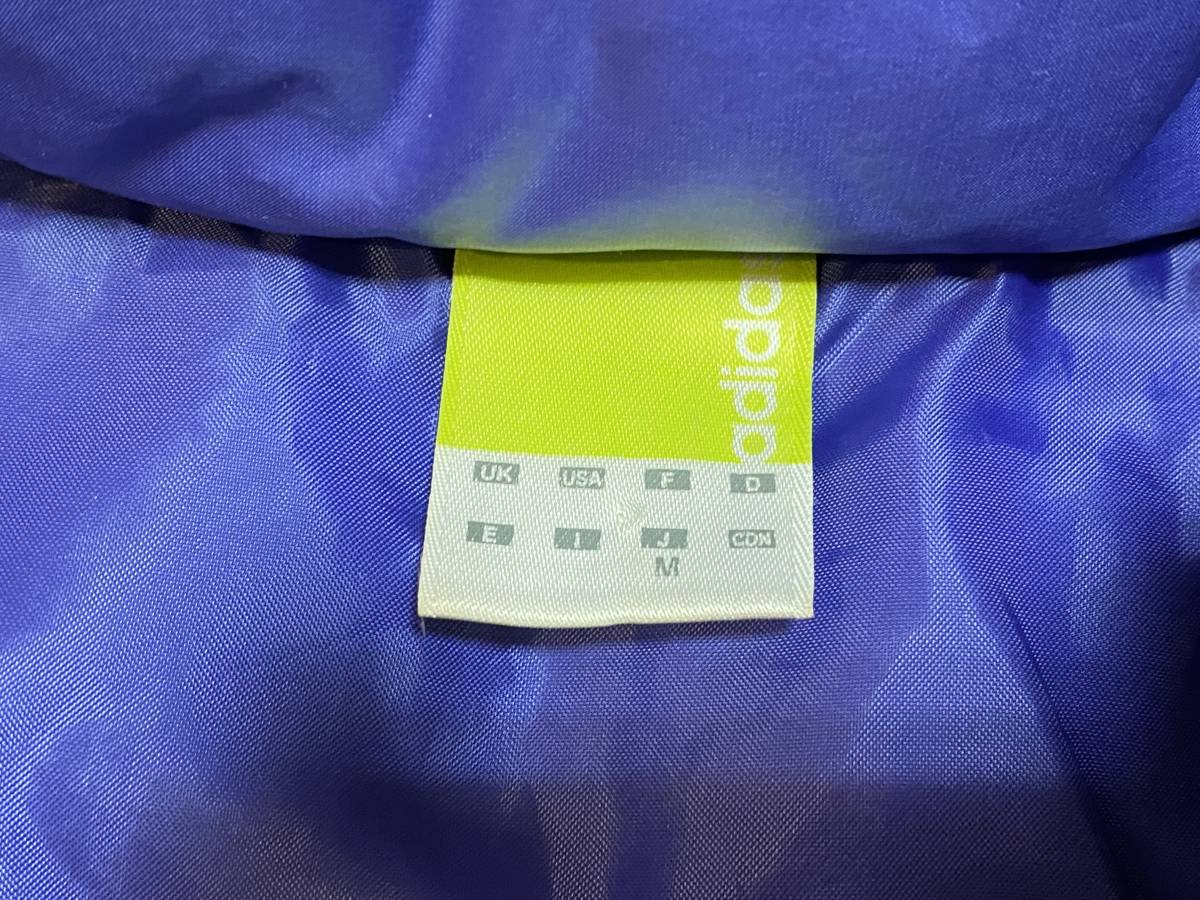 adidas
UK USA F D
E I J CDN
M